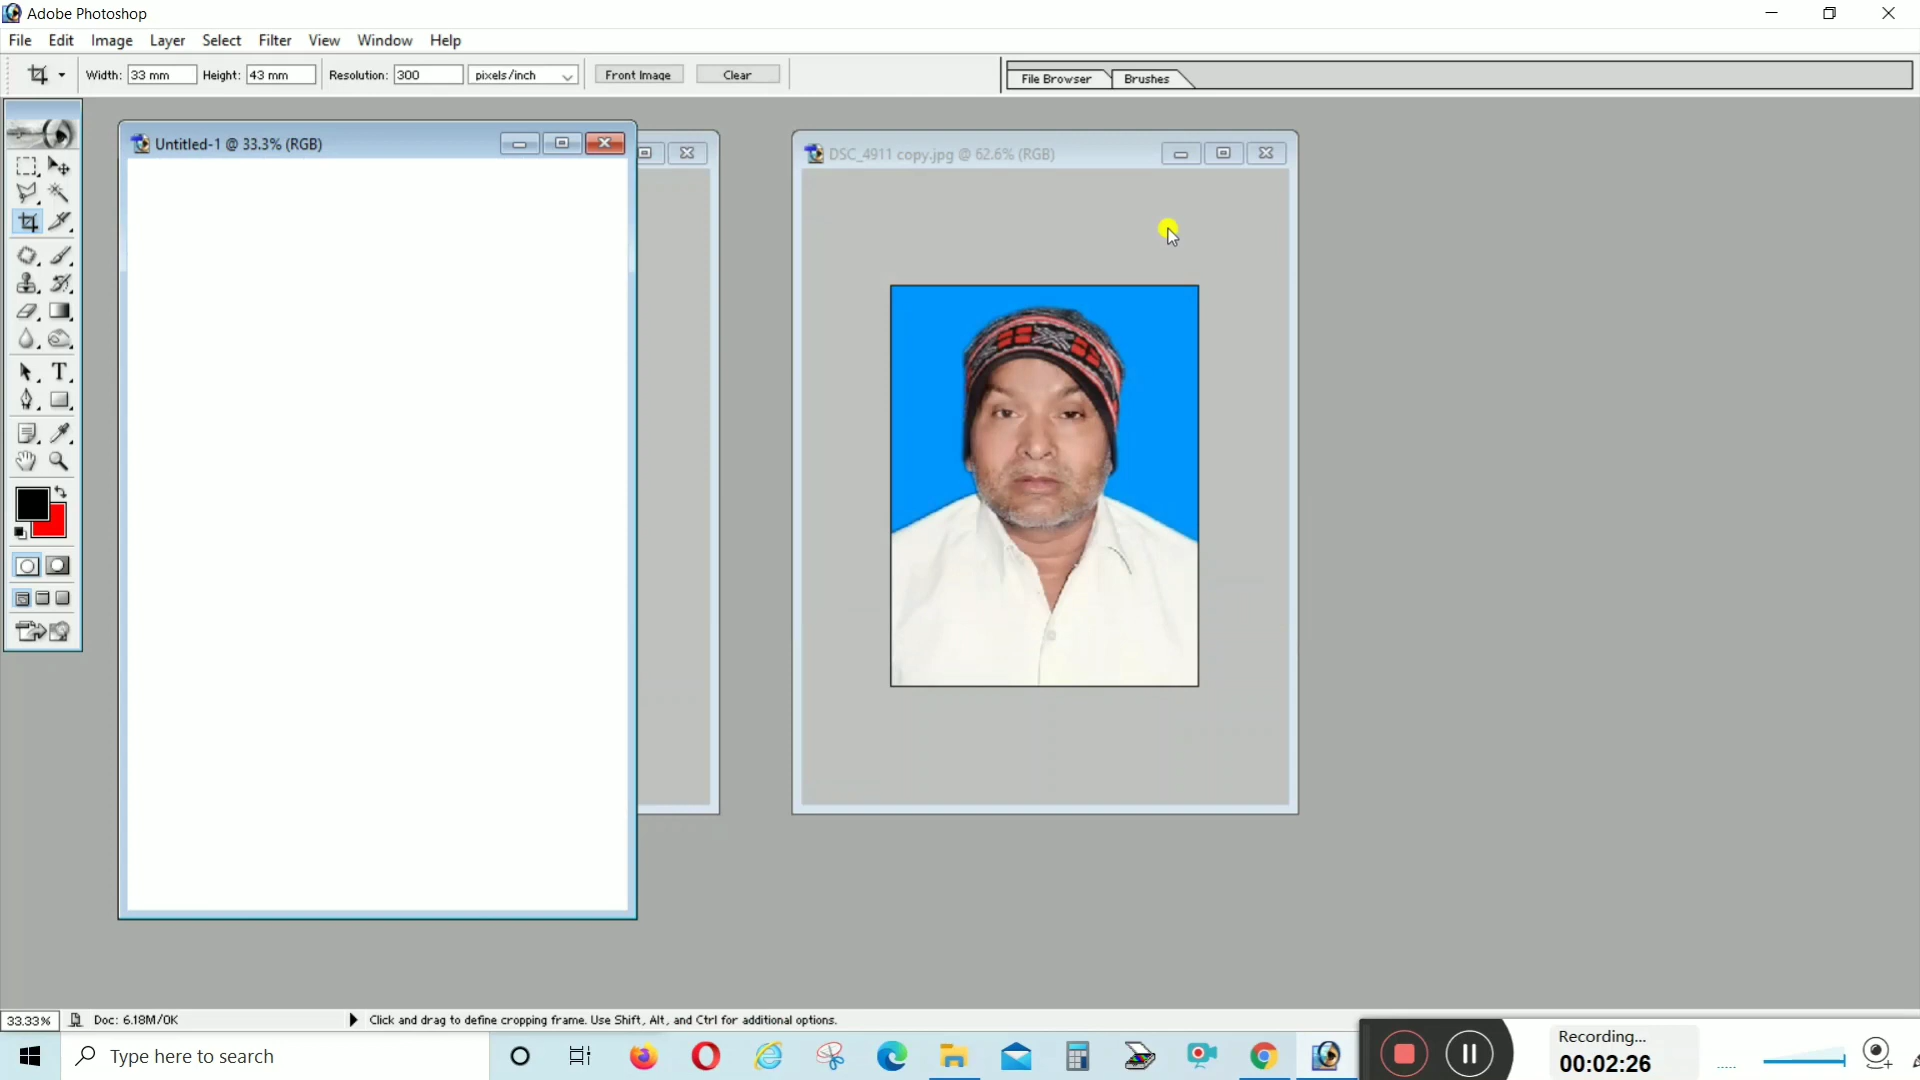 Adobe Photoshop
File Edit Image Layer Select Filter View Window Help
Width: 33 mm Height: 43 mm Resolution: 300 pixels/inch Front Image Clear File Browser Brushes
Untitled-1 @ 33.3% (RGB)
DSC_4911 copy.jpg @ 62.6% (RGB)
T
33.33% Doc: 6.18M/0K Click and drag to define cropping frame. Use Shift, Alt, and Ctrl for additional options.
Type here to search
Recording...
00:02:26